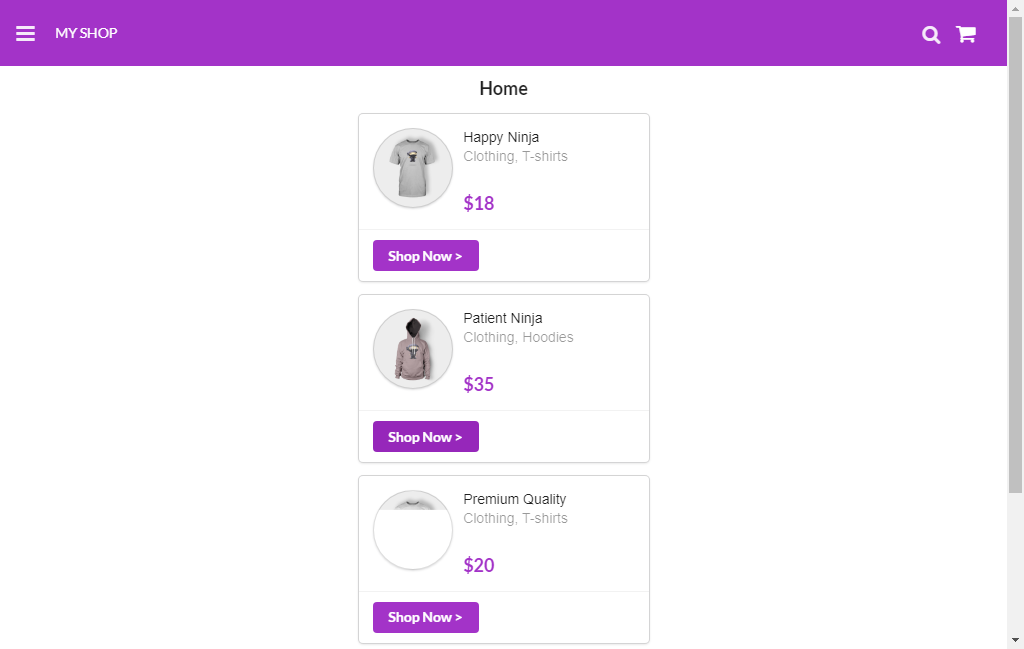 MY SHOP
Home
Happy Ninja
Clothing, T-shirts
$18
Shop Now >
Patient Ninja
Clothing, Hoodies
$35
Shop Now >
Premium Quality
Clothing, T-shirts
$20
Shop Now >